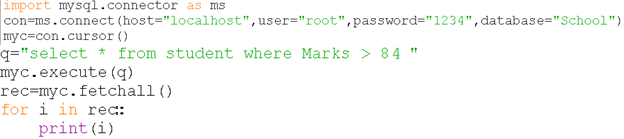 import mysql.connector as ms
con=ms.connect(host="localhost",user="root",password="1234",database="School")
myc=con.cursor()
q="select * from student where Marks > 84 "
myc.execute(q)
rec=myc.fetchall()
for i in rec:
    print(i)